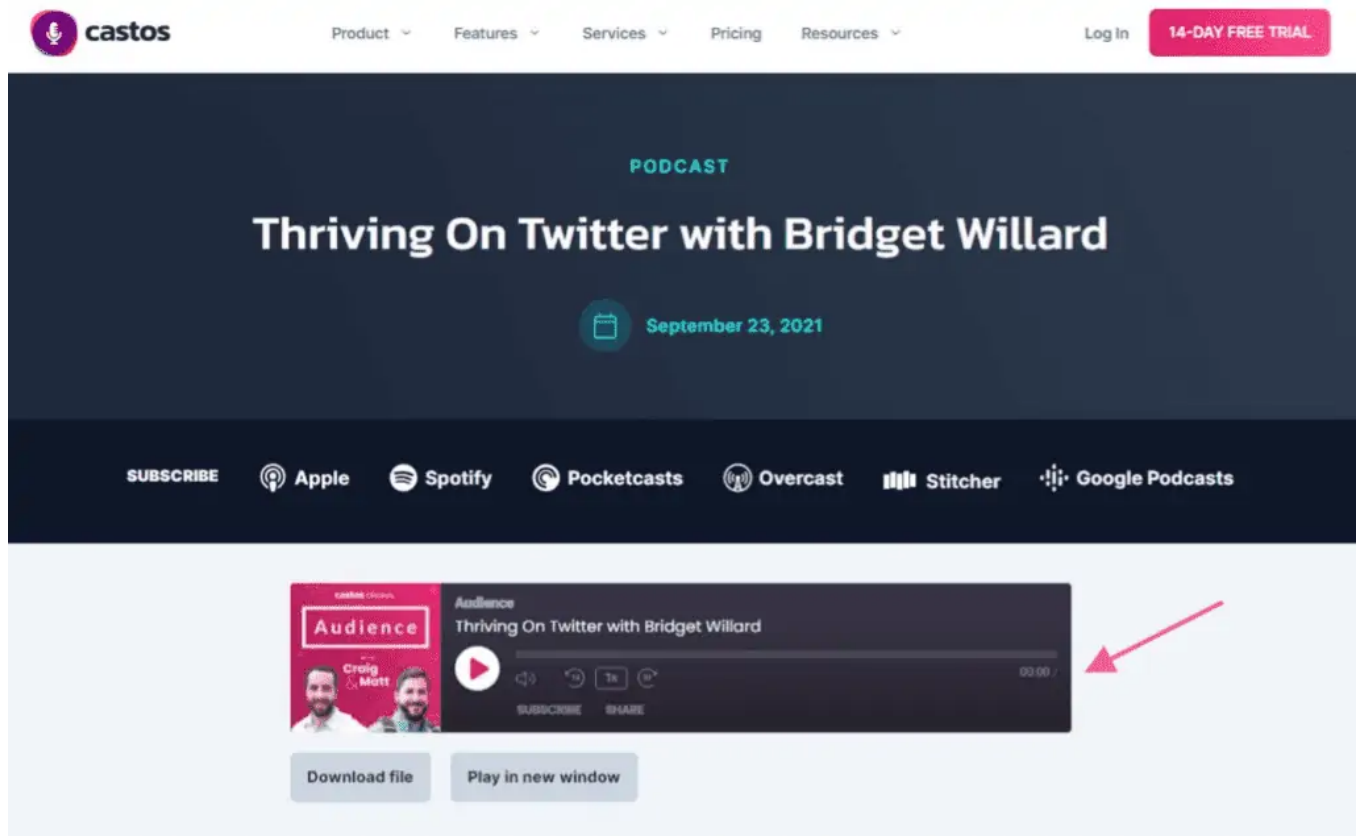 castos
Product Features Services Pricing Resources Log In 14-DAY FREE TRIAL
PODCAST
Thriving On Twitter with Bridget Willard
September 23, 2021
SUBSCRIBE Apple Spotify Pocketcasts Overcast Stitcher Google Podcasts
castos
Audience
Craig
& Matt
Audience
Thriving On Twitter with Bridget Willard
1x
00:00 /
SUBSCRIBE SHARE
Download file Play in new window